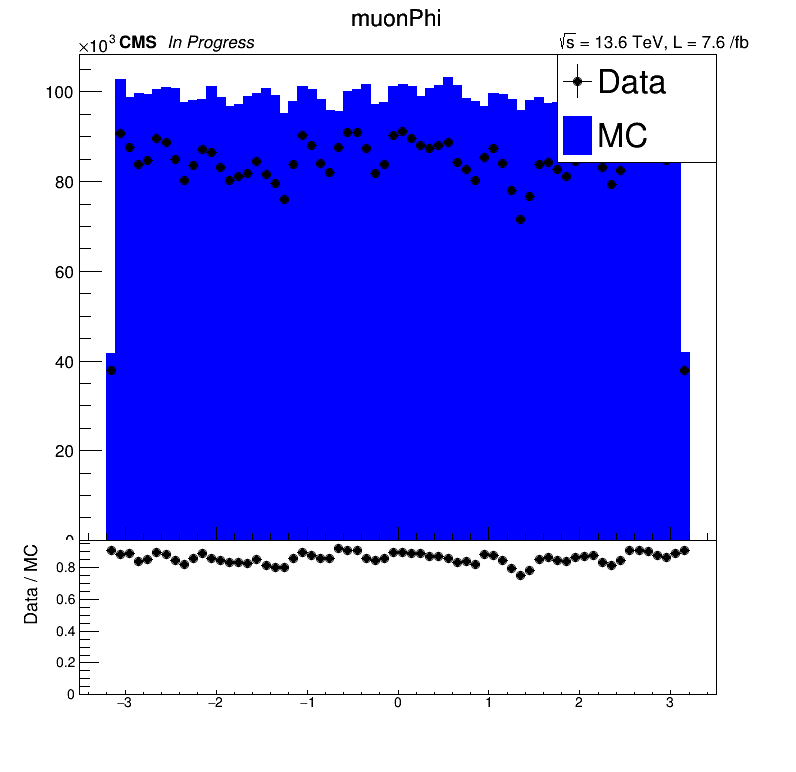 muonPhi
×10³ CMS In Progress
√s = 13.6 TeV, L = 7.6 /fb
100
80
60
40
20
0
Data
MC
Data / MC
0.8
0.6
0.4
0.2
0
−3 −2 −1 0 1 2 3